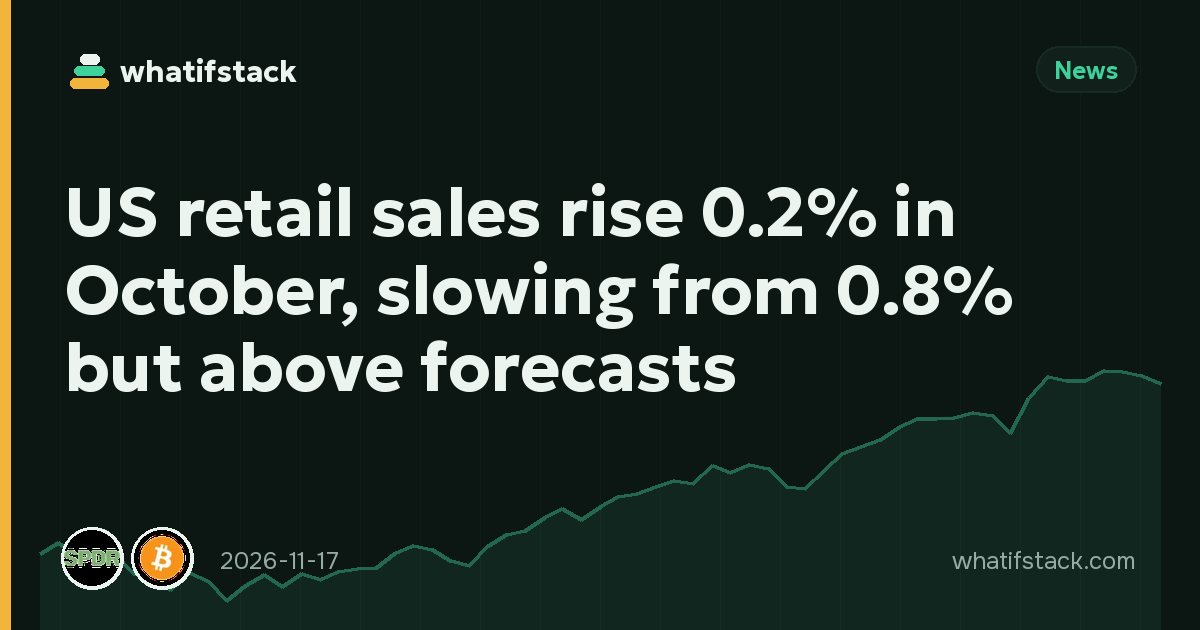 whatifstack
News
US retail sales rise 0.2% in
October, slowing from 0.8%
but above forecasts
SPDR
2026-11-17
whatifstack.com